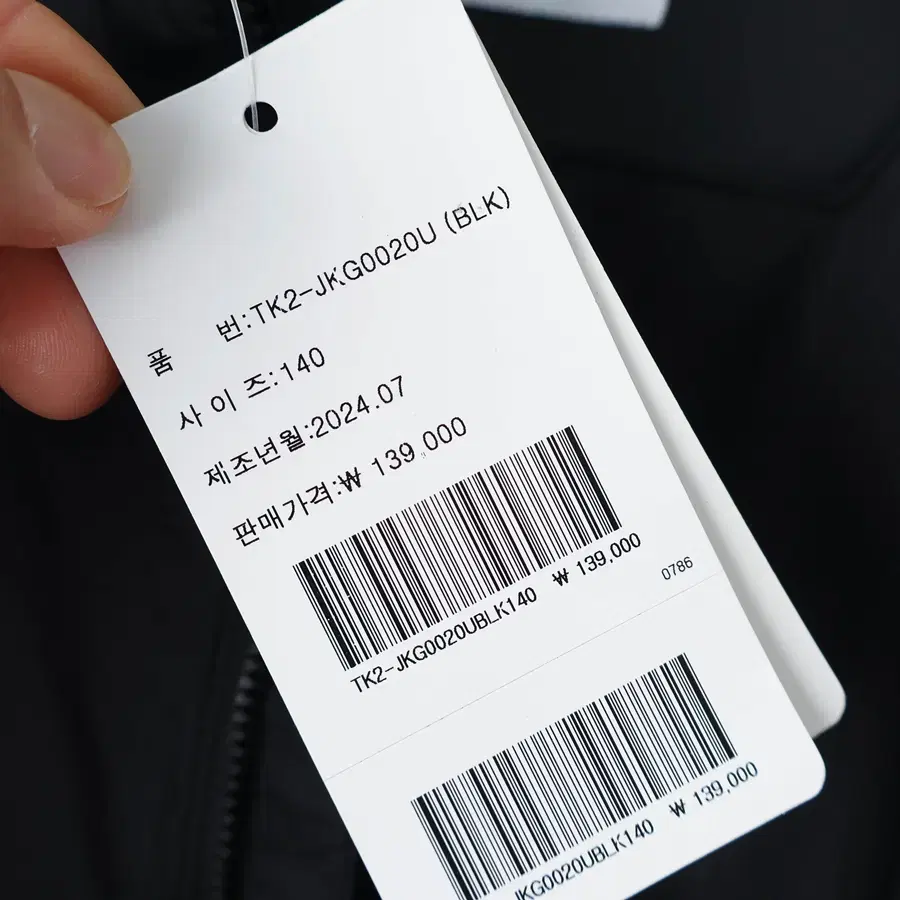 품 번:TK2-JKG0020U (BLK)
사 이 즈:140
제조년월:2024.07
판매가격:₩ 139,000
TK2-JKG0020UBLK140 ₩ 139,000
0786
JKG0020UBLK140 ₩ 139,000